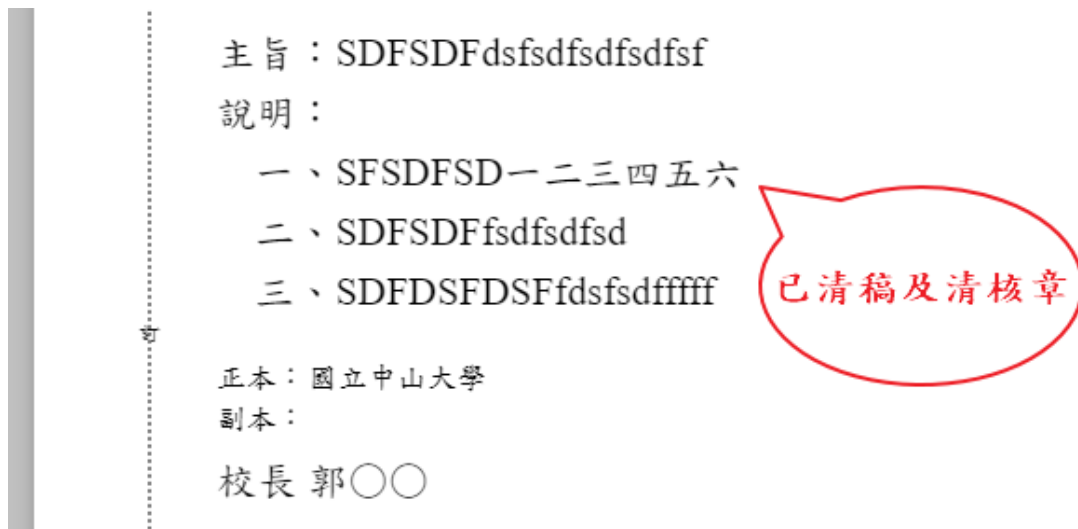 主旨：SDFSDFdsfsdfsdfsdfsf
說明：
一、SFSDFSD一二三四五六
二、SDFSDFfsdfsdfsd
三、SDFDSFDSFfdsfsdfffff
已清稿及清核章
訂
正本：國立中山大學
副本：
校長 郭○○